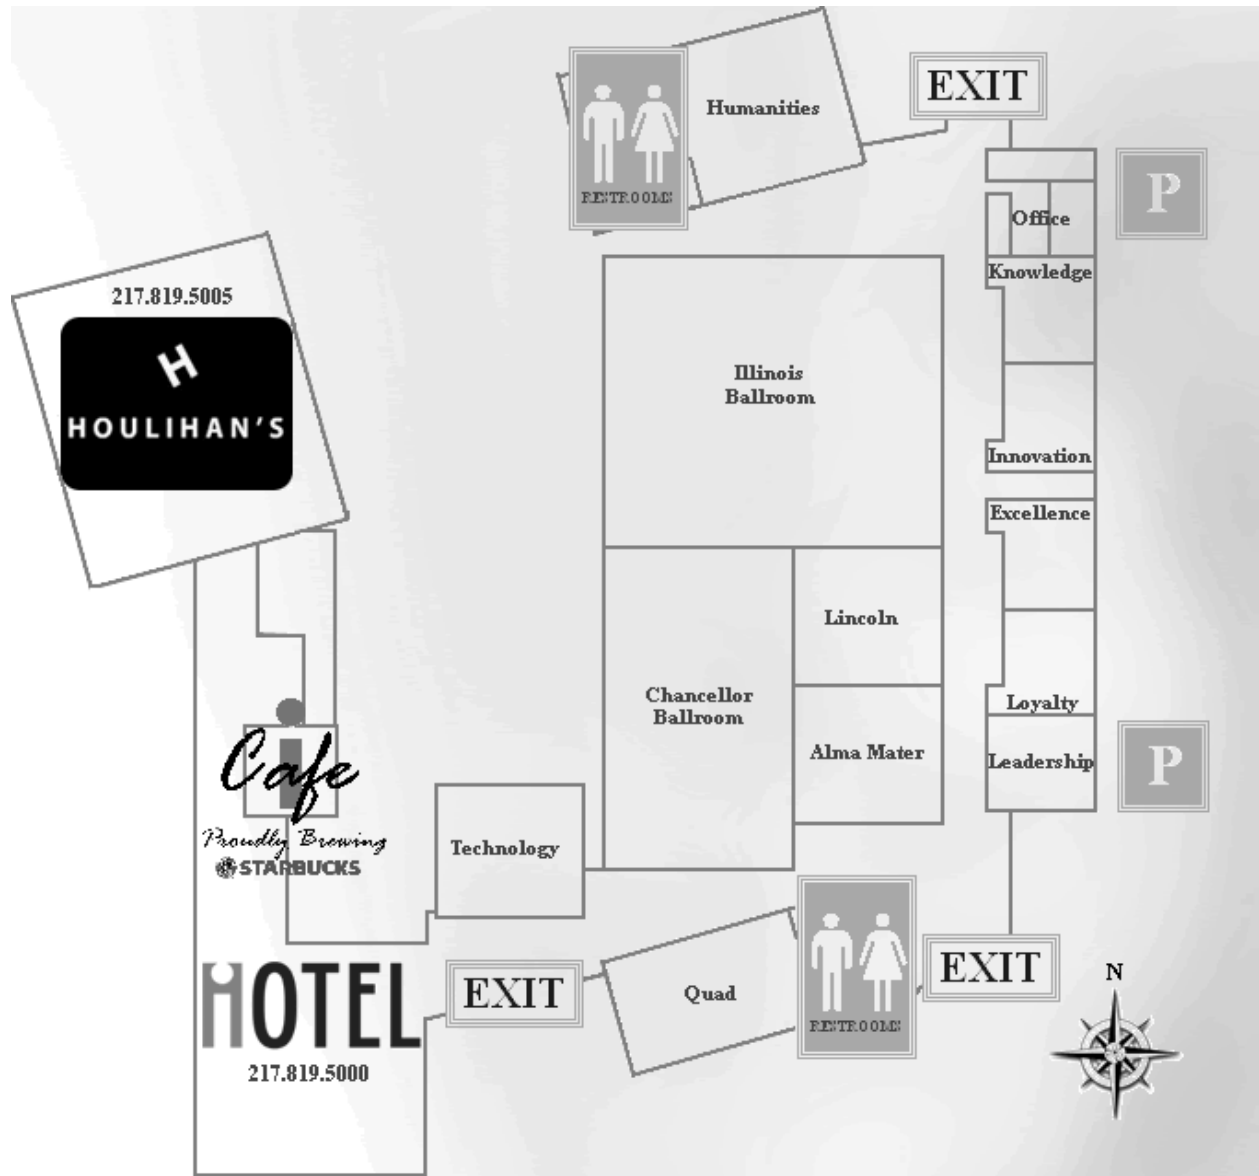 EXIT
Humanities
RESTROOMS
P
Office
Knowledge
217.819.5005
H
HOULIHAN'S
Illinois
Ballroom
Innovation
Excellence
Lincoln
Chancellor
Ballroom
Loyalty
Alma Mater
Leadership
P
Cafe
Proudly Brewing
STARBUCKS
Technology
HOTEL
217.819.5000
EXIT
Quad
RESTROOMS
EXIT
N